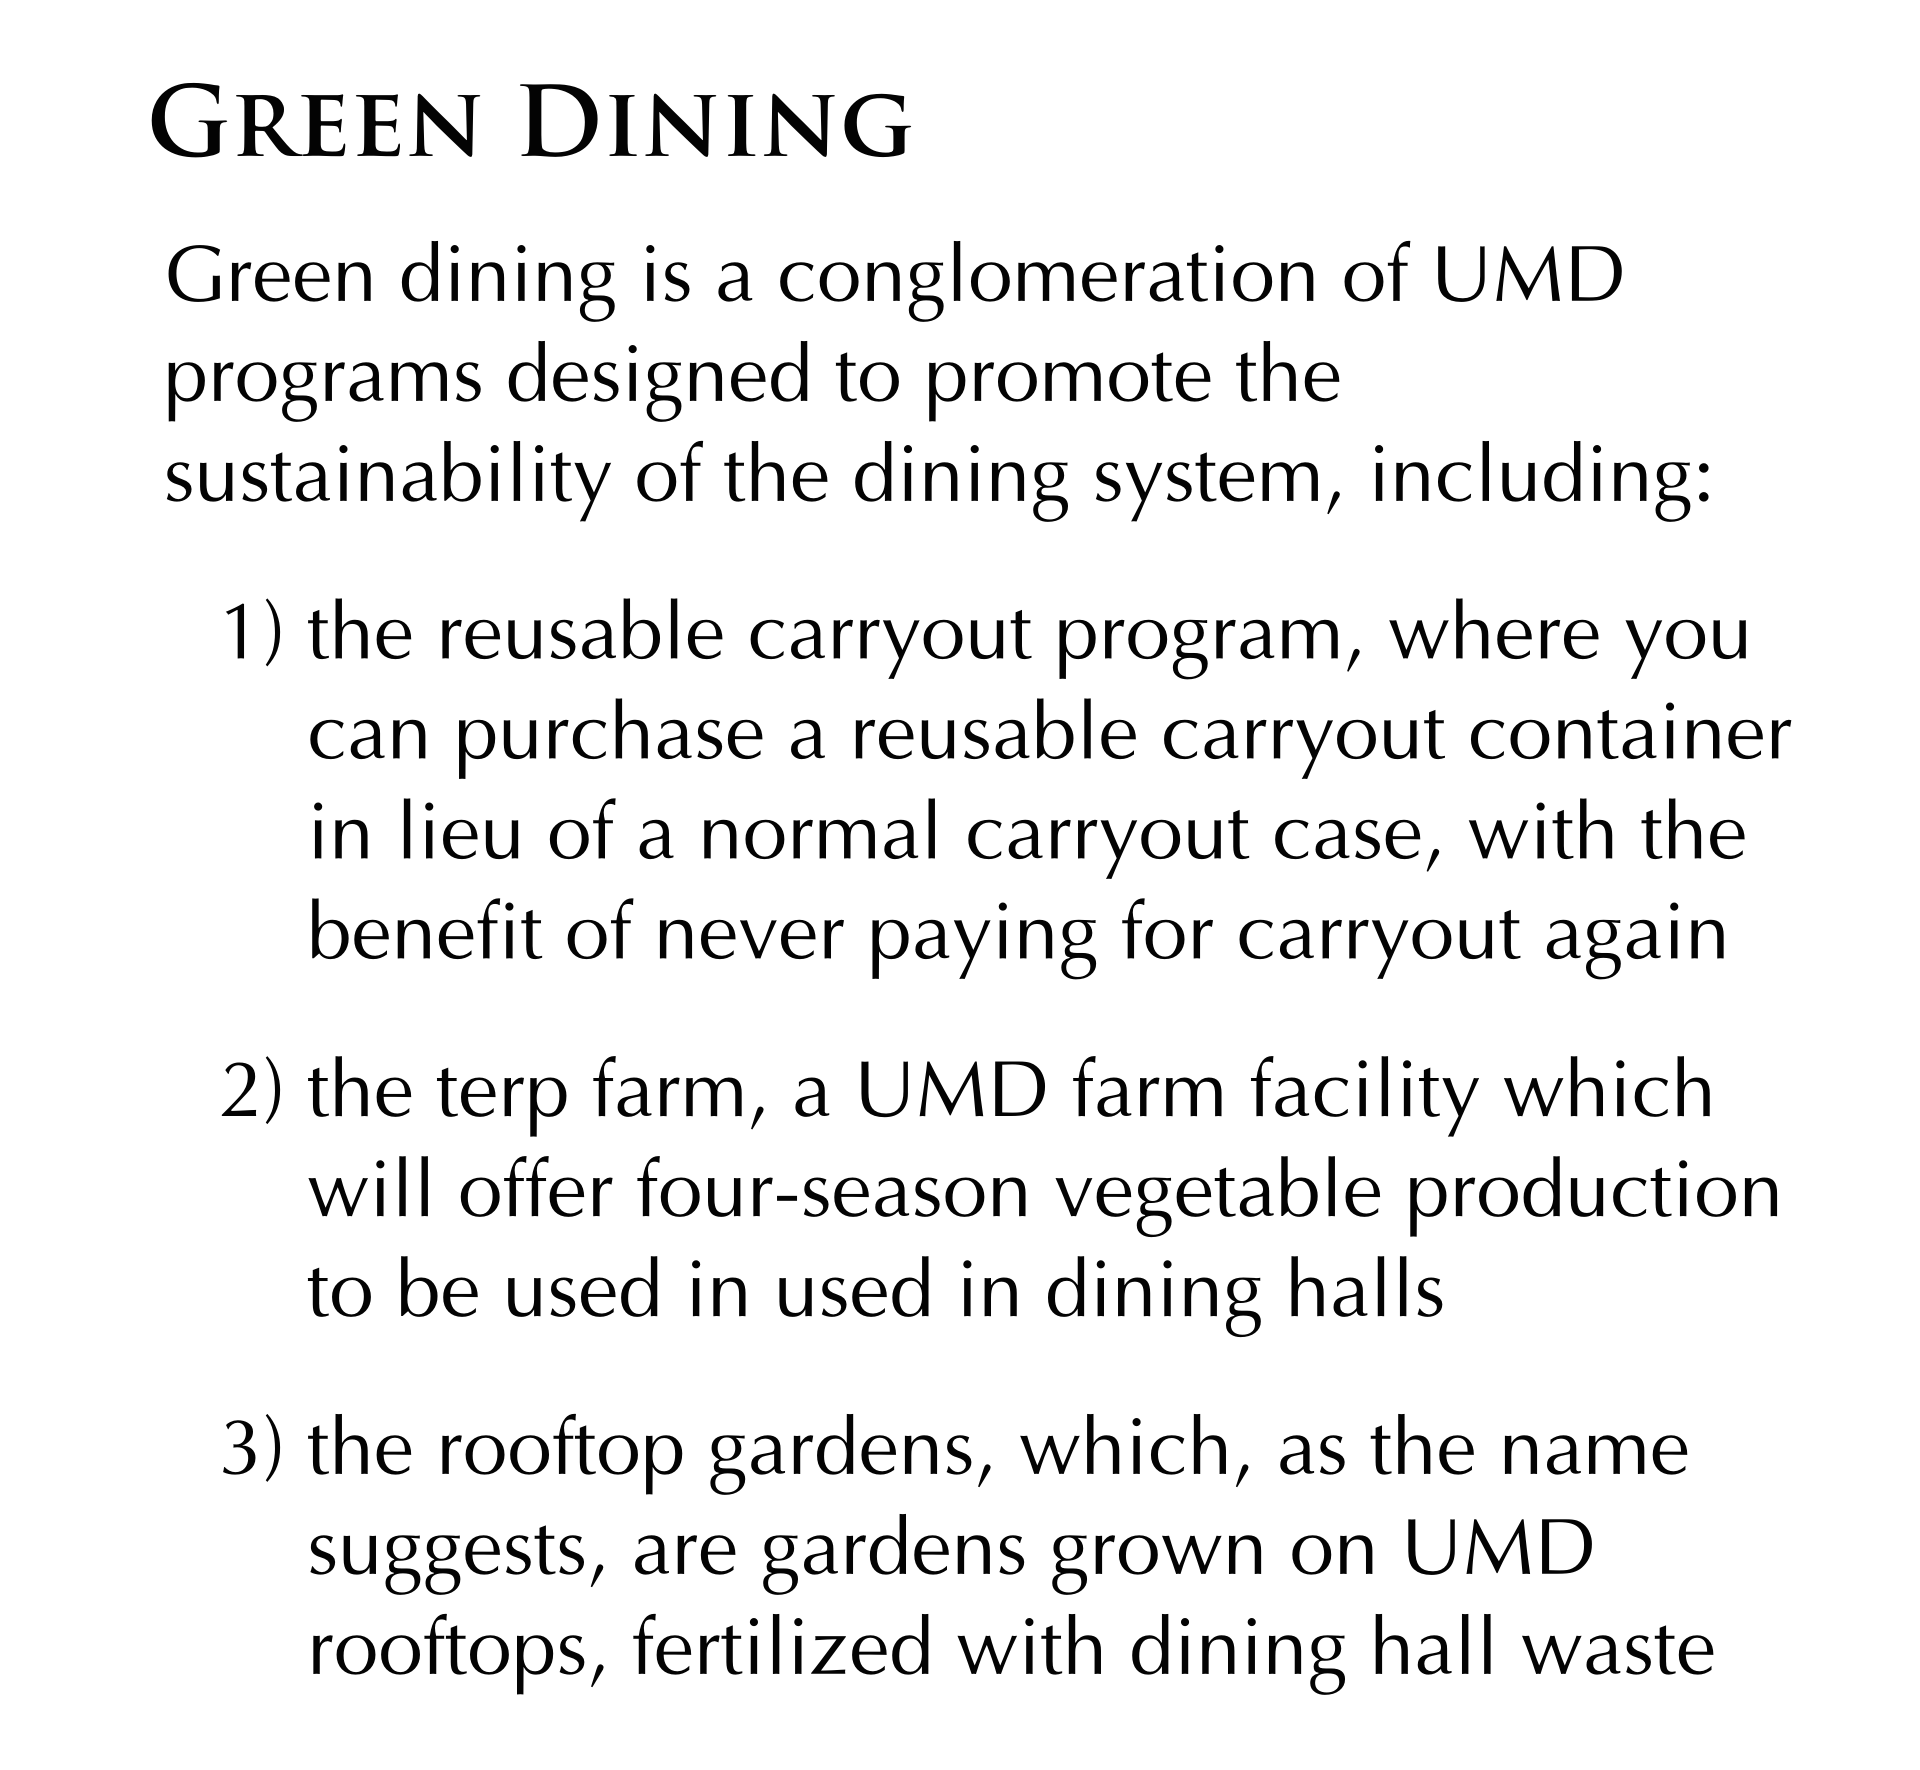 Green Dining
Green dining is a conglomeration of UMD
programs designed to promote the
sustainability of the dining system, including:
1) the reusable carryout program, where you
can purchase a reusable carryout container
in lieu of a normal carryout case, with the
benefit of never paying for carryout again
2) the terp farm, a UMD farm facility which
will offer four-season vegetable production
to be used in used in dining halls
3) the rooftop gardens, which, as the name
suggests, are gardens grown on UMD
rooftops, fertilized with dining hall waste